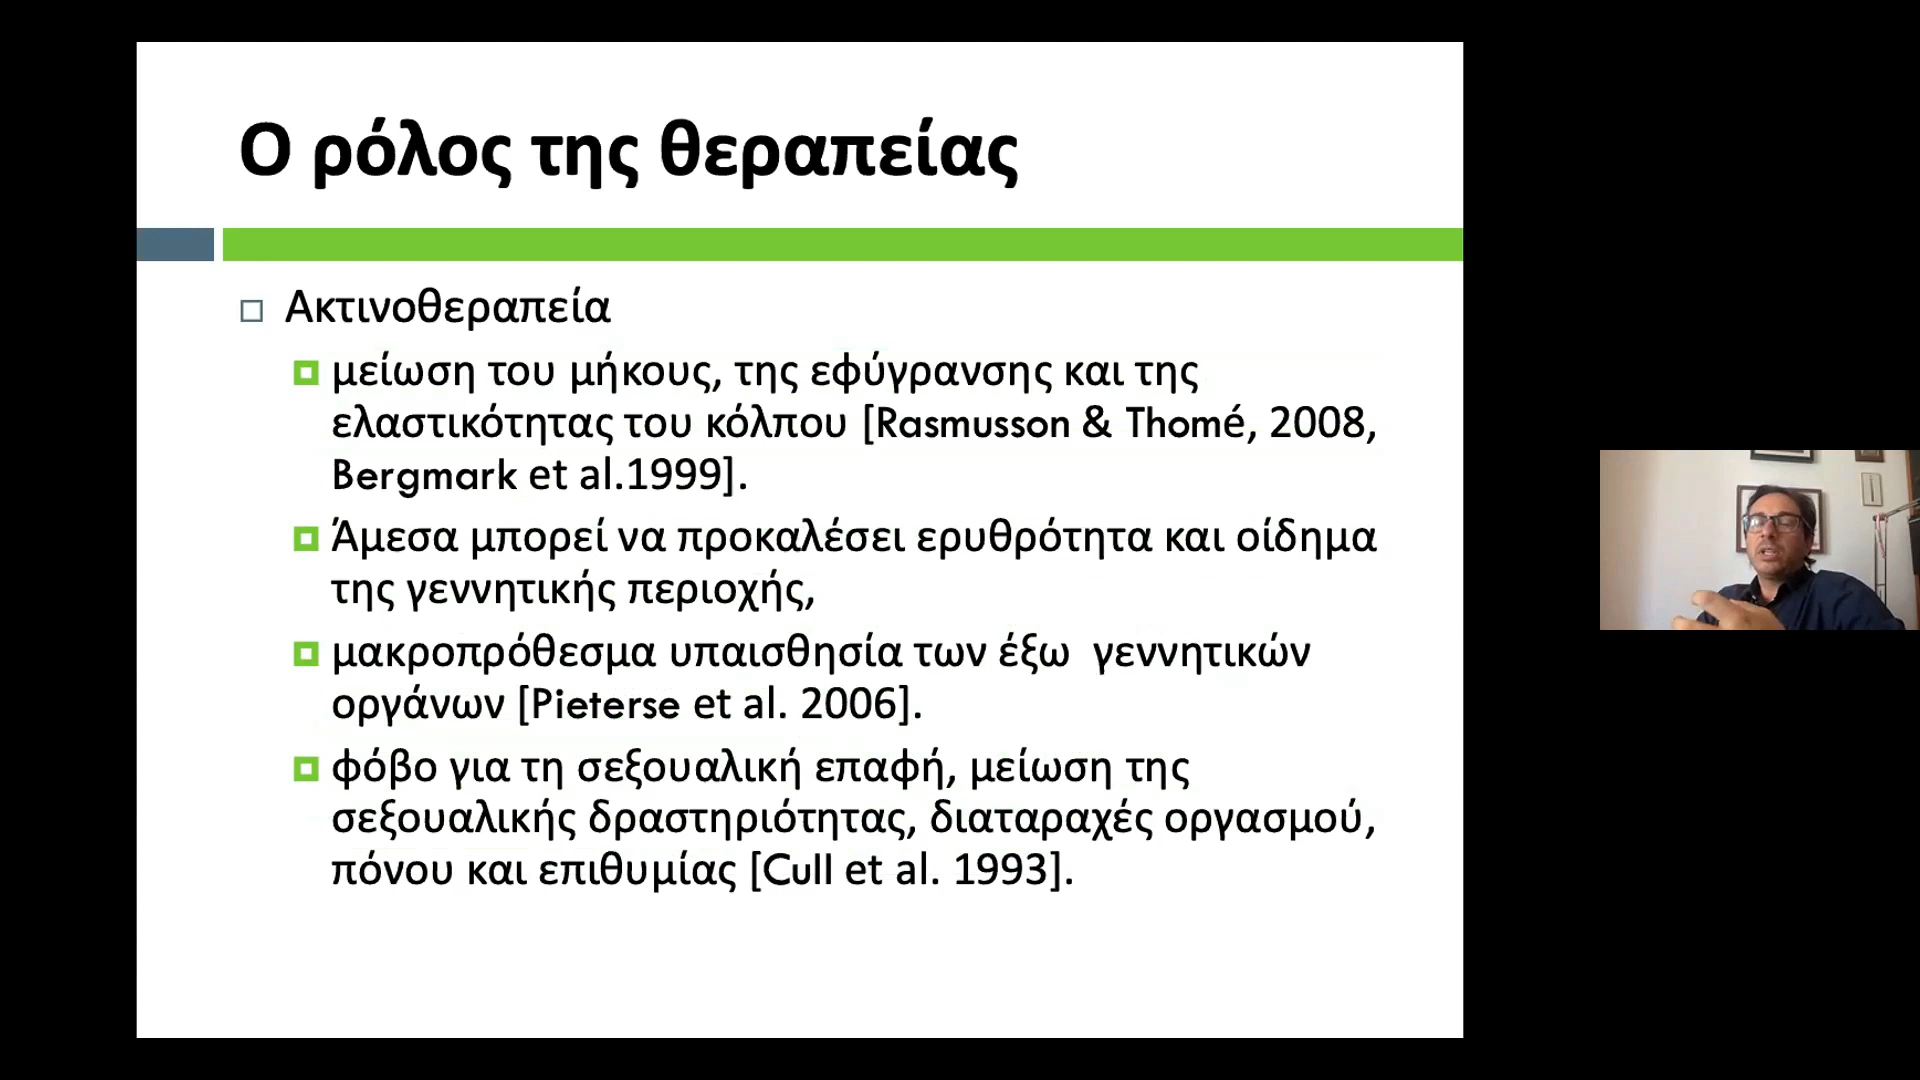 Ο ρόλος της θεραπείας
Ακτινοθεραπεία
μείωση του μήκους, της εφύγρανσης και της
ελαστικότητας του κόλπου [Rasmusson & Thomé, 2008,
Bergmark et al.1999].
Άμεσα μπορεί να προκαλέσει ερυθρότητα και οίδημα
της γεννητικής περιοχής,
μακροπρόθεσμα υπαισθησία των έξω  γεννητικών
οργάνων [Pieterse et al. 2006].
φόβο για τη σεξουαλική επαφή, μείωση της
σεξουαλικής δραστηριότητας, διαταραχές οργασμού,
πόνου και επιθυμίας [Cull et al. 1993].